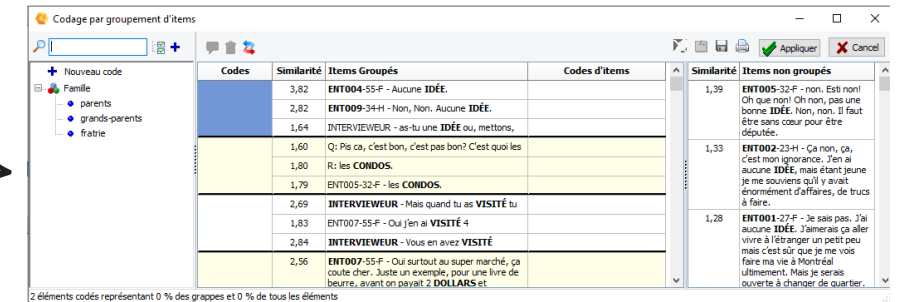 Codage par groupement d'items
Appliquer Cancel
Nouveau code
Famille
parents
grands-parents
fratrie
Codes Similarité Items Groupés Codes d'items
3,82 ENT004-55-F - Aucune IDÉE.
2,82 ENT009-34-H - Non, Non. Aucune IDÉE.
1,64 INTERVIEWEUR - as-tu une IDÉE ou, mettons,
1,60 Q: Pis ca, c'est bon, c'est pas bon? C'est quoi les
1,80 R: les CONDOS.
1,79 ENT005-32-F - les CONDOS.
2,69 INTERVIEWEUR - Mais quand tu as VISITÉ tu
1,83 ENT007-55-F - Oui j'en ai VISITÉ 4
2,84 INTERVIEWEUR - Vous en avez VISITÉ
2,56 ENT007-55-F - Oui surtout au super marché, ça
coute cher. Juste un exemple, pour une livre de
beurre, avant on payait 2 DOLLARS et
Similarité Items non groupés
1,39 ENT005-32-F - non. Esti non!
Oh que non! Oh non, pas une
bonne IDÉE. Non, non. Il faut
être sans cœur pour être
députée.
1,33 ENT002-23-H - Ça non, ça,
c'est mon ignorance. J'en ai
aucune IDÉE, mais étant jeune
je me souviens qu'il y avait
énormément d'affaires, de trucs
à faire.
1,28 ENT001-27-F - Je sais pas. J'ai
aucune IDÉE. J'aimerais ça aller
vivre à l'étranger un petit peu
mais c'est sûr que je me vois
faire ma vie à Montréal
ultimement. Mais je serais
ouverte à changer de quartier.
2 éléments codés représentant 0 % des grappes et 0 % de tous les éléments